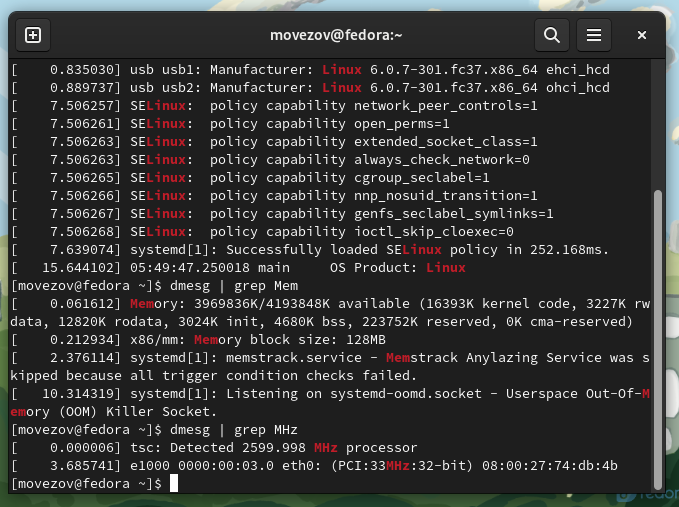 movezov@fedora:~
[    0.835030] usb usb1: Manufacturer: Linux 6.0.7-301.fc37.x86_64 ehci_hcd
[    0.889737] usb usb2: Manufacturer: Linux 6.0.7-301.fc37.x86_64 ohci_hcd
[    7.506257] SELinux:  policy capability network_peer_controls=1
[    7.506261] SELinux:  policy capability open_perms=1
[    7.506263] SELinux:  policy capability extended_socket_class=1
[    7.506263] SELinux:  policy capability always_check_network=0
[    7.506265] SELinux:  policy capability cgroup_seclabel=1
[    7.506266] SELinux:  policy capability nnp_nosuid_transition=1
[    7.506267] SELinux:  policy capability genfs_seclabel_symlinks=1
[    7.506268] SELinux:  policy capability ioctl_skip_cloexec=0
[    7.639074] systemd[1]: Successfully loaded SELinux policy in 252.168ms.
[   15.644102] 05:49:47.250018 main     OS Product: Linux
[movezov@fedora ~]$ dmesg | grep Mem
[    0.061612] Memory: 3969836K/4193848K available (16393K kernel code, 3227K rw
data, 12820K rodata, 3024K init, 4680K bss, 223752K reserved, 0K cma-reserved)
[    0.212934] x86/mm: Memory block size: 128MB
[    2.376114] systemd[1]: memstrack.service - Memstrack Anylazing Service was s
kipped because all trigger condition checks failed.
[   10.314319] systemd[1]: Listening on systemd-oomd.socket - Userspace Out-Of-M
emory (OOM) Killer Socket.
[movezov@fedora ~]$ dmesg | grep MHz
[    0.000006] tsc: Detected 2599.998 MHz processor
[    3.685741] e1000 0000:00:03.0 eth0: (PCI:33MHz:32-bit) 08:00:27:74:db:4b
[movezov@fedora ~]$
fedora